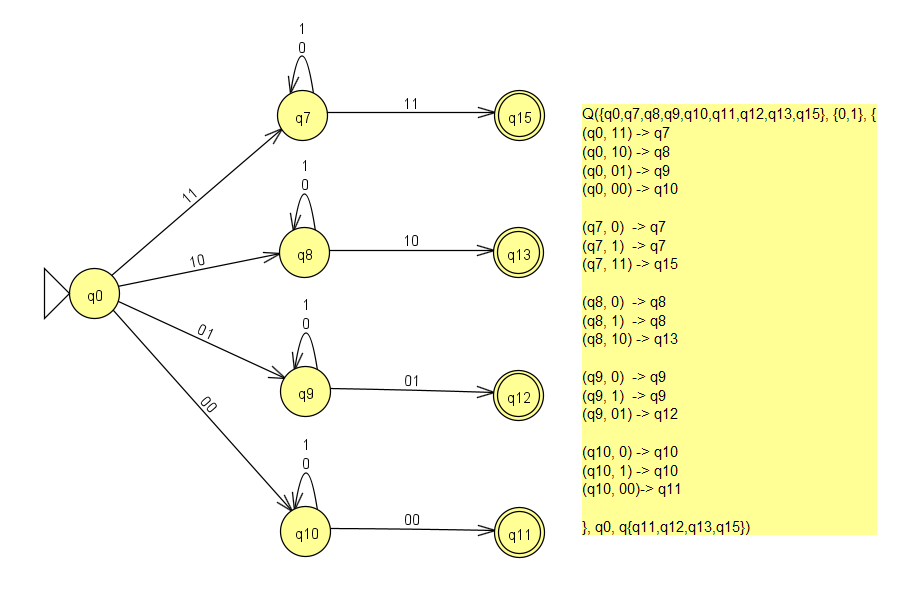 1
0
q7
11
q15
11
1
0
q8
10
q13
10
q0
01
1
0
q9
01
q12
00
1
0
q10
00
q11
Q({q0,q7,q8,q9,q10,q11,q12,q13,q15}, {0,1}, {
(q0, 11) -> q7
(q0, 10) -> q8
(q0, 01) -> q9
(q0, 00) -> q10
(q7, 0)  -> q7
(q7, 1)  -> q7
(q7, 11) -> q15
(q8, 0)  -> q8
(q8, 1)  -> q8
(q8, 10) -> q13
(q9, 0)  -> q9
(q9, 1)  -> q9
(q9, 01) -> q12
(q10, 0) -> q10
(q10, 1) -> q10
(q10, 00)-> q11
}, q0, q{q11,q12,q13,q15})